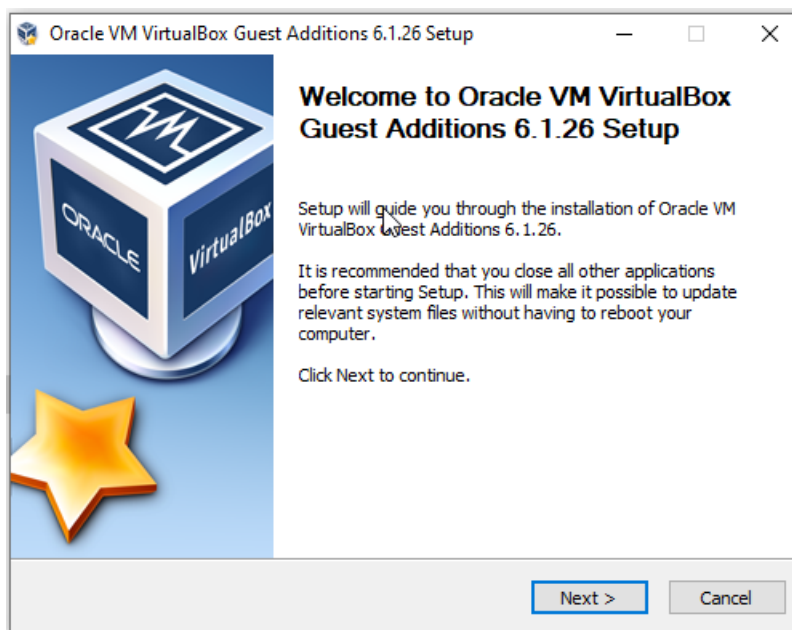 Oracle VM VirtualBox Guest Additions 6.1.26 Setup
Welcome to Oracle VM VirtualBox
Guest Additions 6.1.26 Setup
Setup will guide you through the installation of Oracle VM
VirtualBox Guest Additions 6.1.26.
It is recommended that you close all other applications
before starting Setup. This will make it possible to update
relevant system files without having to reboot your
computer.
Click Next to continue.
ORACLE
VirtualBox
Next >
Cancel